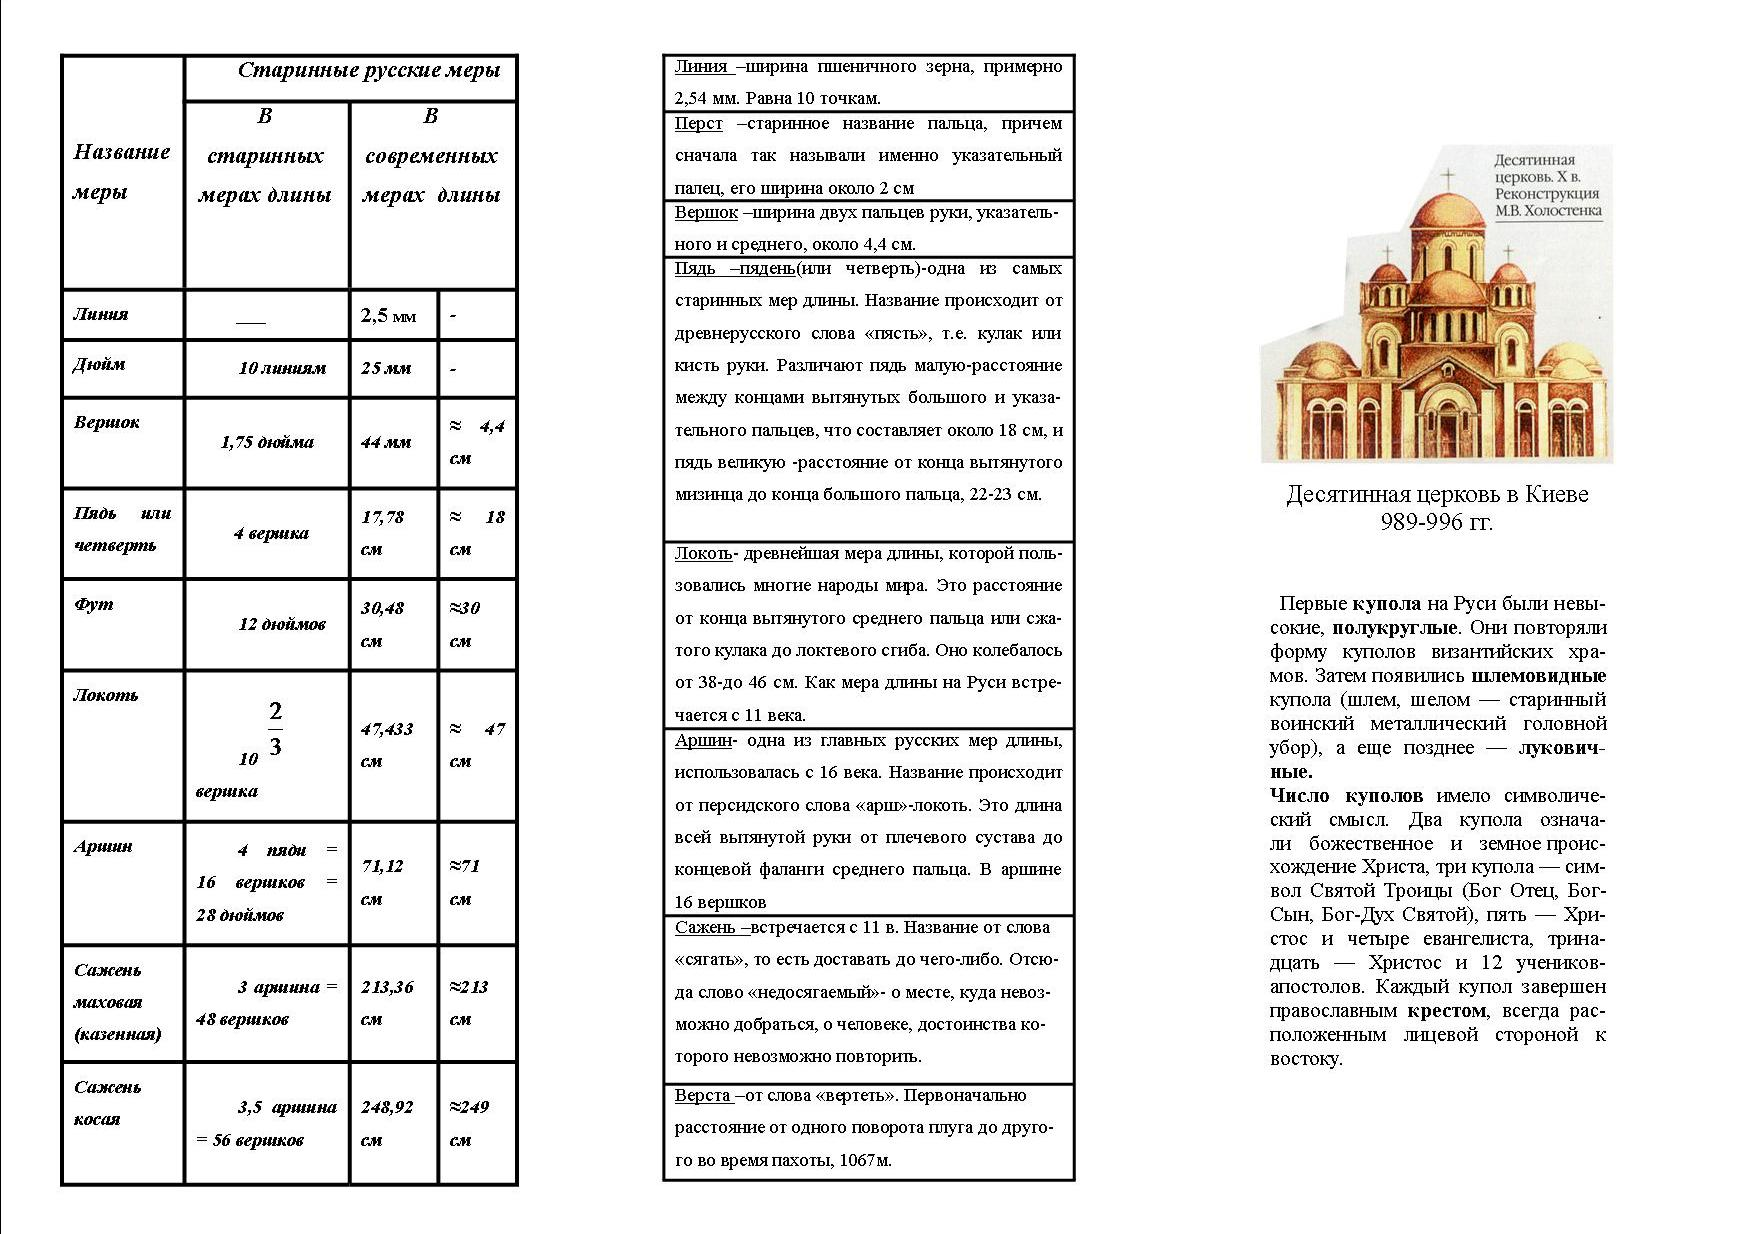 Старинные русские меры
Название
меры
В
старинных
мерах длины
В
современных
мерах длины
Линия
___
2,5 мм
-
Дюйм
10 линиям
25 мм
-
Вершок
1,75 дюйма
44 мм
≈ 4,4
см
Пядь или
четверть
4 вершка
17,78
см
≈ 18
см
Фут
12 дюймов
30,48
см
≈30
см
Локоть
2
3
10
вершка
47,433
см
≈ 47
см
Аршин
4 пяди =
16 вершков =
28 дюймов
71,12
см
≈71
см
Сажень
маховая
(казенная)
3 аршина =
48 вершков
213,36
см
≈213
см
Сажень
косая
3,5 аршина
= 56 вершков
248,92
см
≈249
см
Линия –ширина пшеничного зерна, примерно
2,54 мм. Равна 10 точкам.
Перст –старинное название пальца, причем
сначала так называли именно указательный
палец, его ширина около 2 см
Вершок –ширина двух пальцев руки, указатель-
ного и среднего, около 4,4 см.
Пядь –пядень(или четверть)-одна из самых
старинных мер длины. Название происходит от
древнерусского слова «пясть», т.е. кулак или
кисть руки. Различают пядь малую-расстояние
между концами вытянутых большого и указа-
тельного пальцев, что составляет около 18 см, и
пядь великую -расстояние от конца вытянутого
мизинца до конца большого пальца, 22-23 см.
Локоть- древнейшая мера длины, которой поль-
зовались многие народы мира. Это расстояние
от конца вытянутого среднего пальца или сжа-
того кулака до локтевого сгиба. Оно колебалось
от 38-до 46 см. Как мера длины на Руси встре-
чается с 11 века.
Аршин- одна из главных русских мер длины,
использовалась с 16 века. Название происходит
от персидского слова «арш»-локоть. Это длина
всей вытянутой руки от плечевого сустава до
концевой фаланги среднего пальца. В аршине
16 вершков
Сажень –встречается с 11 в. Название от слова
«сягать», то есть доставать до чего-либо. Отсю-
да слово «недосягаемый»- о месте, куда невоз-
можно добраться, о человеке, достоинства ко-
торого невозможно повторить.
Верста –от слова «вертеть». Первоначально
расстояние от одного поворота плуга до друго-
го во время пахоты, 1067м.
Десятинная
церковь. X в.
Реконструкция
М.В. Холостенка
Десятинная церковь в Киеве
989-996 гг.
Первые купола на Руси были невы-
сокие, полукруглые. Они повторяли
форму куполов византийских хра-
мов. Затем появились шлемовидные
купола (шлем, шелом — старинный
воинский металлический головной
убор), а еще позднее — лукович-
ные.
Число куполов имело символиче-
ский смысл. Два купола означа-
ли божественное и земное проис-
хождение Христа, три купола — сим-
вол Святой Троицы (Бог Отец, Бог-
Сын, Бог-Дух Святой), пять — Хри-
стос и четыре евангелиста, трина-
дцать — Христос и 12 учеников-
апостолов. Каждый купол завершен
православным крестом, всегда рас-
положенным лицевой стороной к
востоку.